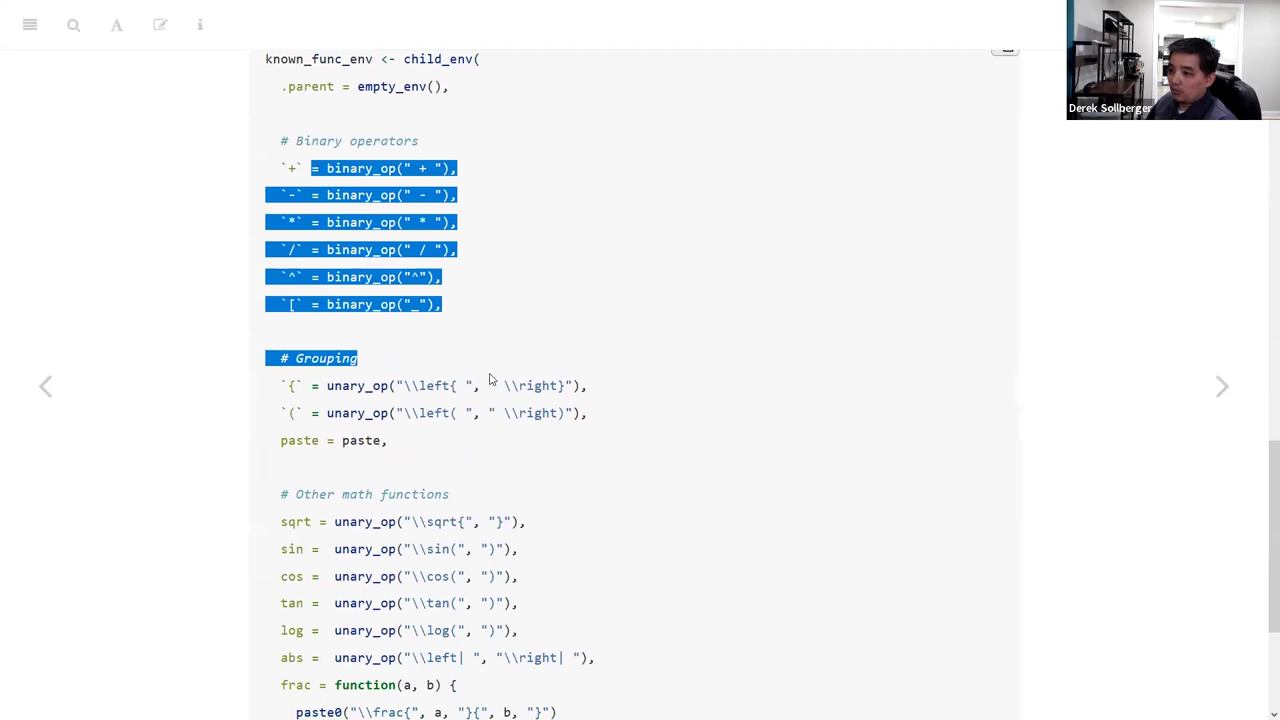 Derek Sollberger
known_func_env <- child_env(
.parent = empty_env(),
# Binary operators
`+` = binary_op(" + "),
`-` = binary_op(" - "),
`*` = binary_op(" * "),
`/` = binary_op(" / "),
`^` = binary_op("^"),
`[` = binary_op("_"),
# Grouping
`{` = unary_op("\\left{ ", " \\right}"),
`(` = unary_op("\\left( ", " \\right)"),
paste = paste,
# Other math functions
sqrt = unary_op("\\sqrt{", "}"),
sin =  unary_op("\\sin(", ")"),
cos =  unary_op("\\cos(", ")"),
tan =  unary_op("\\tan(", ")"),
log =  unary_op("\\log(", ")"),
abs =  unary_op("\\left| ", "\\right| "),
frac = function(a, b) {
paste0("\\frac{", a, "}{", b, "}")